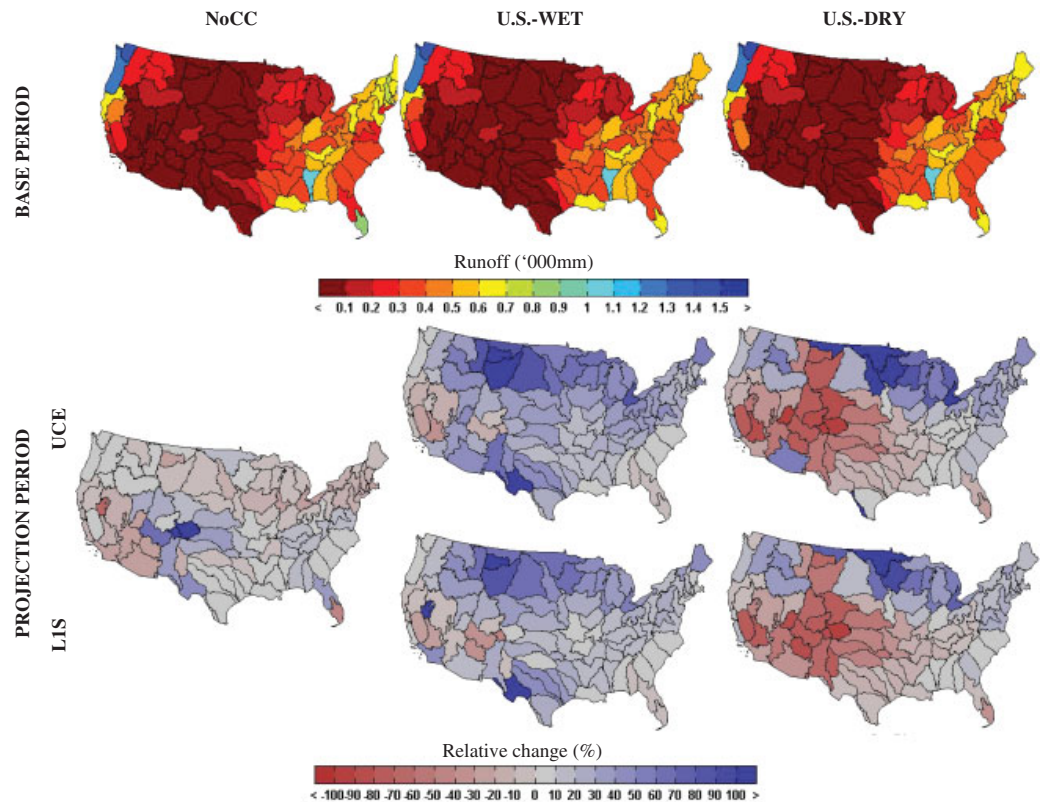 NoCC U.S.-WET U.S.-DRY
BASE PERIOD
Runoff (‘000mm)
< 0.1 0.2 0.3 0.4 0.5 0.6 0.7 0.8 0.9 1 1.1 1.2 1.3 1.4 1.5 >
PROJECTION PERIOD
UCE
L1S
Relative change (%)
< -100 -90 -80 -70 -60 -50 -40 -30 -20 -10 0 10 20 30 40 50 60 70 80 90 100 >